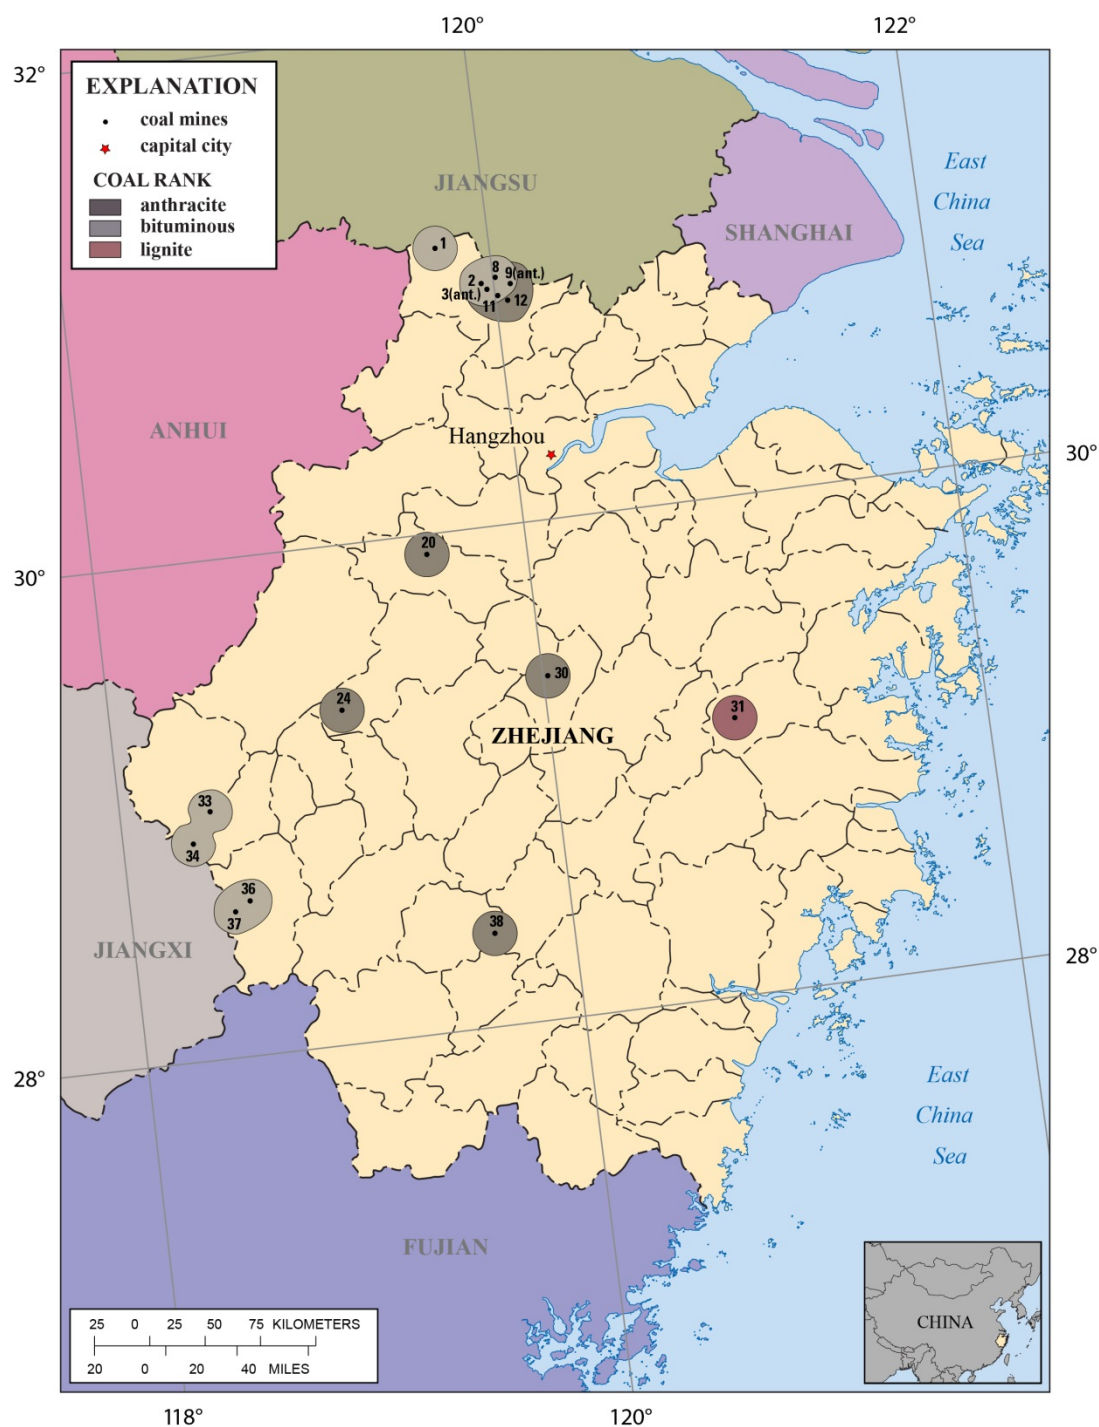 120°
122°
32°
EXPLANATION
coal mines
capital city
COAL RANK
anthracite
bituminous
lignite
JIANGSU
East
China
Sea
SHANGHAI
1
8
2
9(ant.)
3(ant.)
11
12
ANHUI
Hangzhou
30°
20
30°
30
24
31
ZHEJIANG
33
34
36
37
38
JIANGXI
28°
28°
East
China
Sea
FUJIAN
CHINA
25 0 25 50 75 KILOMETERS
20 0 20 40 MILES
118°
120°